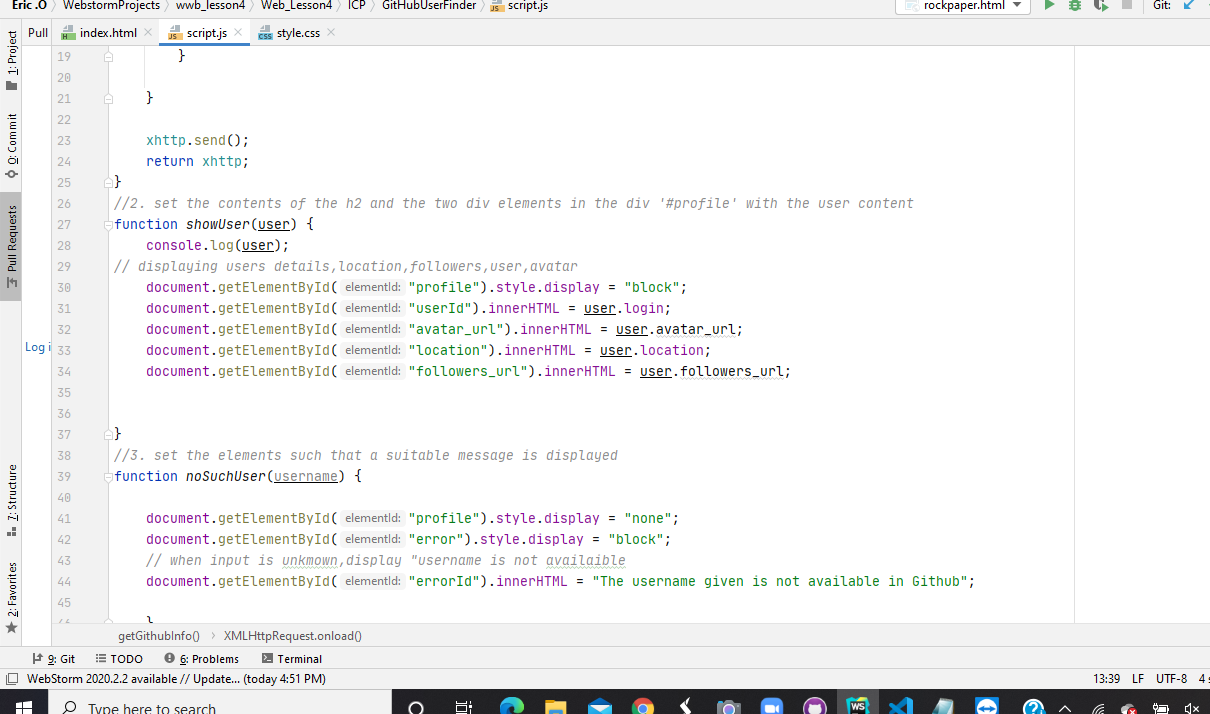 Eric .O WebstormProjects wwb_lesson4 Web_Lesson4 ICP GitHubUserFinder script.js rockpaper.html Git:
Pull index.html script.js style.css
1: Project
0: Commit
Pull Requests
7: Structure
2: Favorites
Log i
19 }
20
21 }
22
23 xhttp.send();
24 return xhttp;
25 }
26 //2. set the contents of the h2 and the two div elements in the div '#profile' with the user content
27 function showUser(user) {
28 console.log(user);
29 // displaying users details,location,followers,user,avatar
30 document.getElementById( elementId: "profile").style.display = "block";
31 document.getElementById( elementId: "userId").innerHTML = user.login;
32 document.getElementById( elementId: "avatar_url").innerHTML = user.avatar_url;
33 document.getElementById( elementId: "location").innerHTML = user.location;
34 document.getElementById( elementId: "followers_url").innerHTML = user.followers_url;
35
36
37 }
38 //3. set the elements such that a suitable message is displayed
39 function noSuchUser(username) {
40
41 document.getElementById( elementId: "profile").style.display = "none";
42 document.getElementById( elementId: "error").style.display = "block";
43 // when input is unkmown,display "username is not availaible
44 document.getElementById( elementId: "errorId").innerHTML = "The username given is not available in Github";
45
46 }
getGithubInfo() XMLHttpRequest.onload()
9: Git TODO 6: Problems Terminal
WebStorm 2020.2.2 available // Update... (today 4:51 PM) 13:39 LF UTF-8 4 s
Type here to search WS